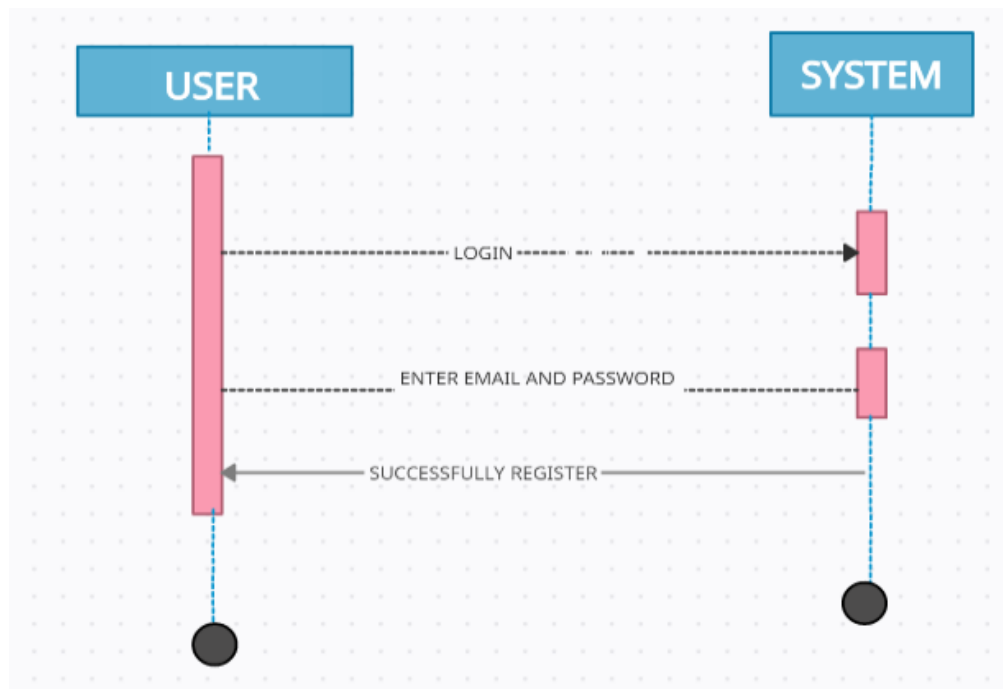 USER
SYSTEM
LOGIN
ENTER EMAIL AND PASSWORD
SUCCESSFULLY REGISTER